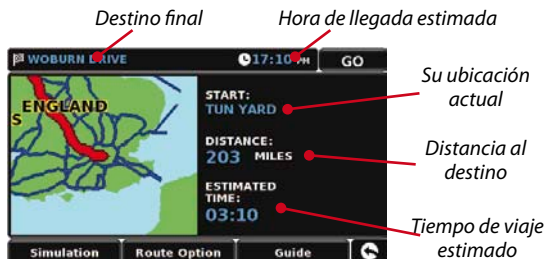 Destino final
Hora de llegada estimada
WOBURN DRIVE
17:10 PM
GO
ENGLAND
S
START:
TUN YARD
DISTANCE:
203 MILES
ESTIMATED
TIME:
03:10
Su ubicación
actual
Distancia al
destino
Tiempo de viaje
estimado
Simulation
Route Option
Guide